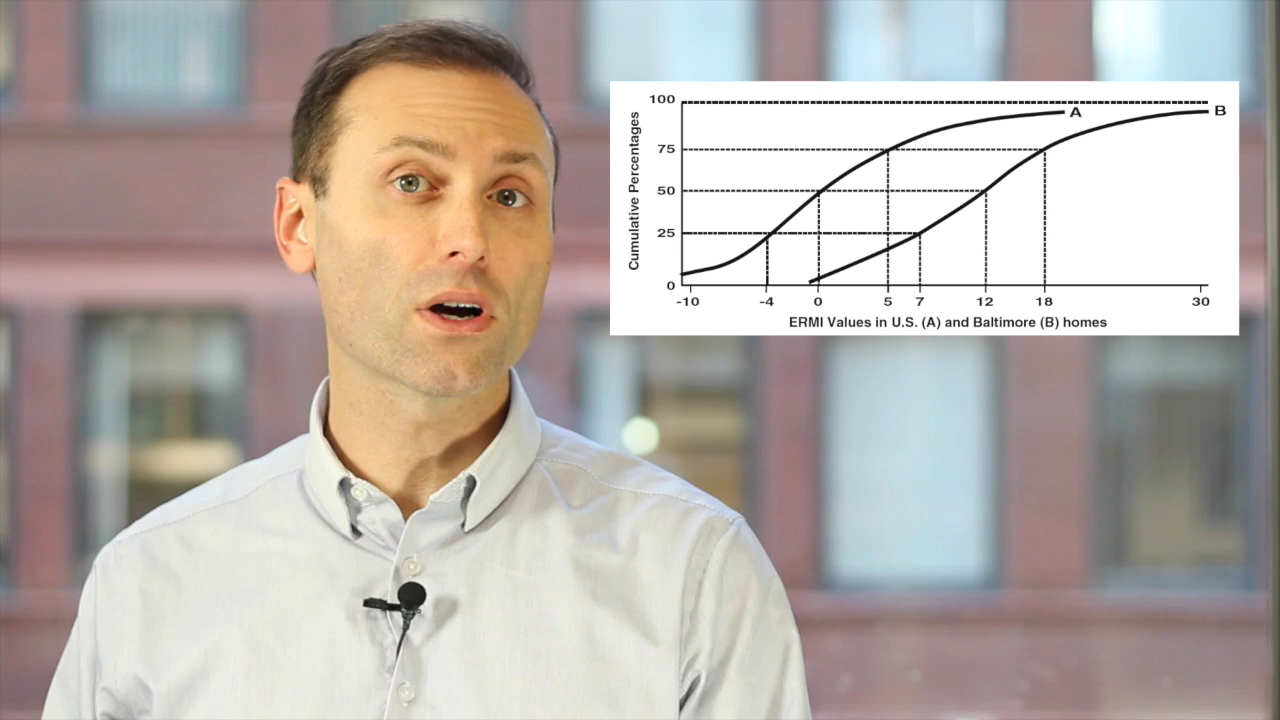 Cumulative Percentages
100
75
50
25
0
A
B
-10 -4 0 5 7 12 18 30
ERMI Values in U.S. (A) and Baltimore (B) homes